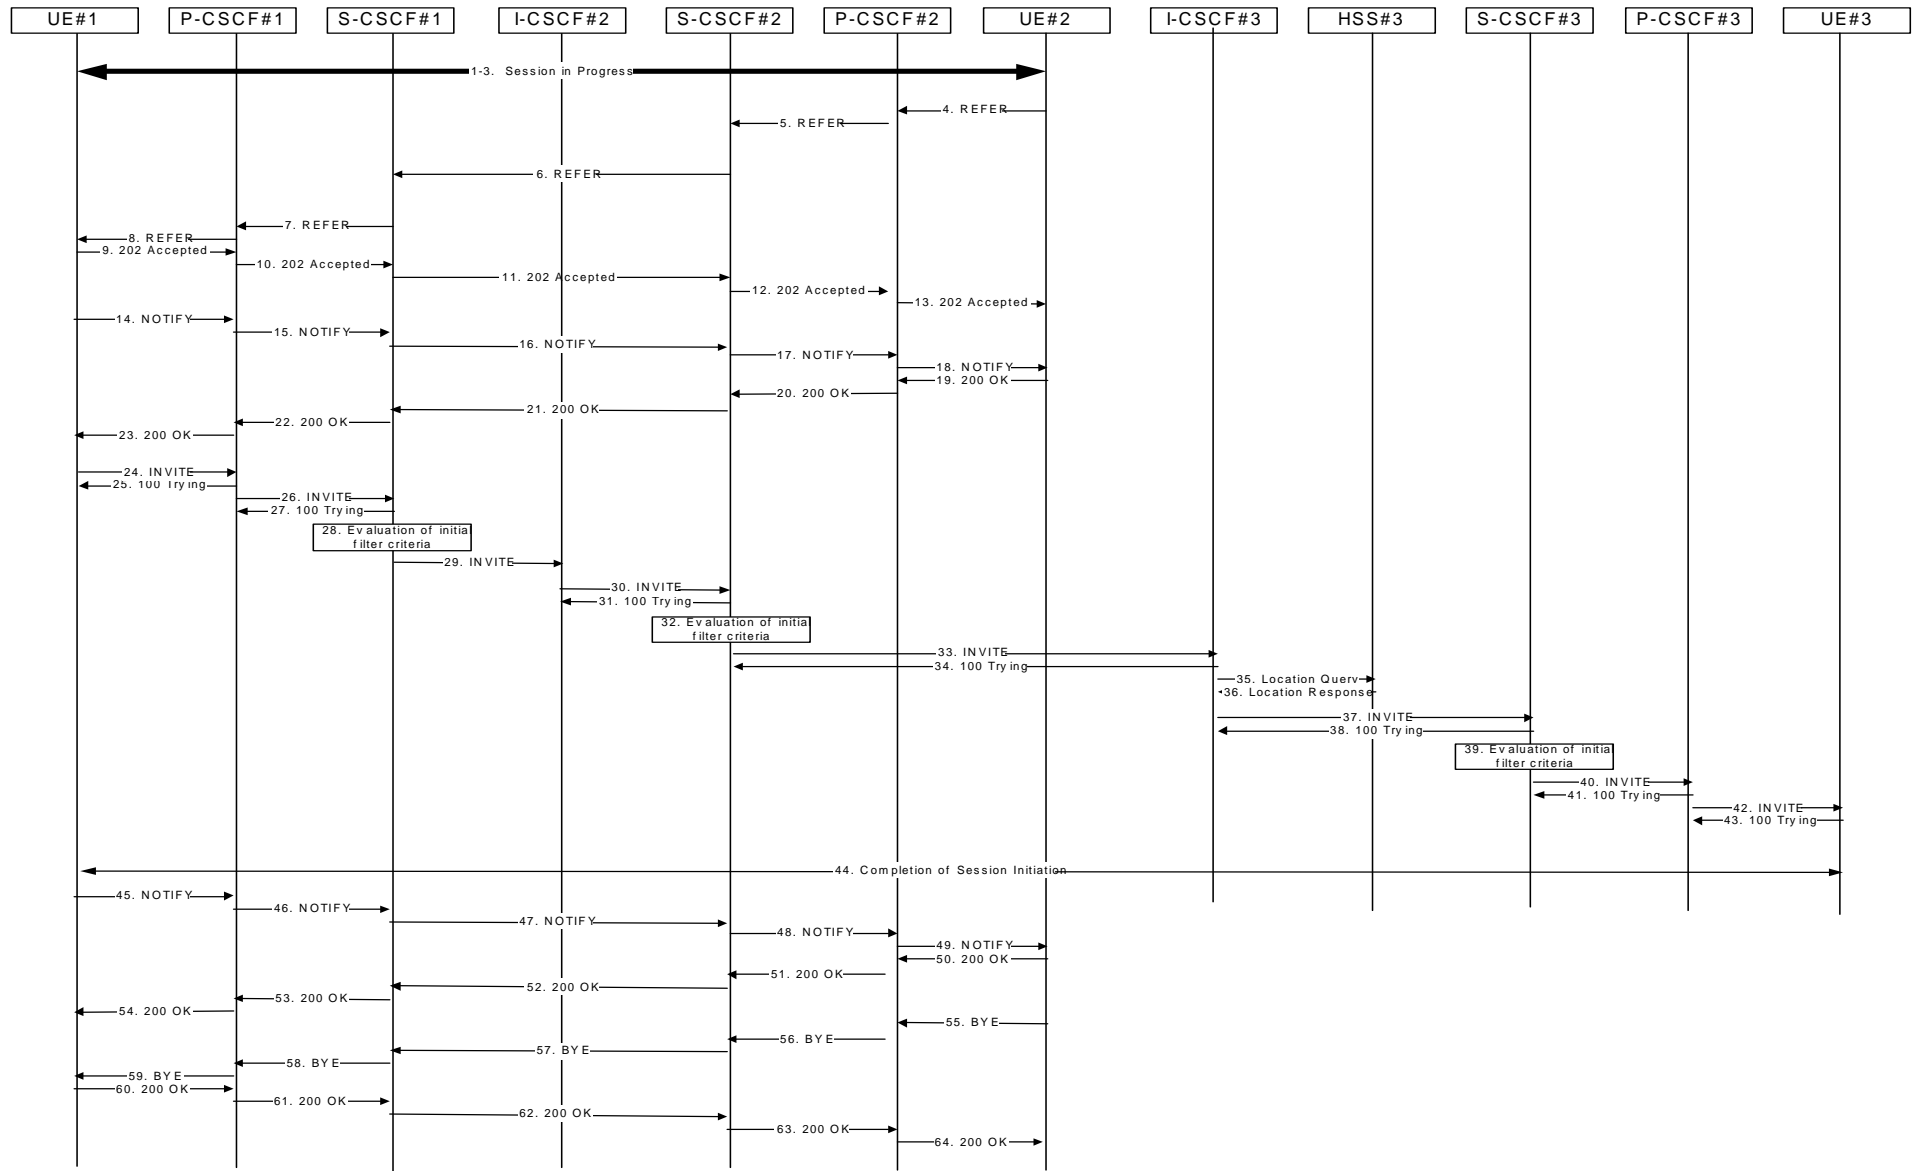 UE#1
P-CSCF#1
S-CSCF#1
I-CSCF#2
S-CSCF#2
P-CSCF#2
UE#2
I-CSCF#3
HSS#3
S-CSCF#3
P-CSCF#3
UE#3
1-3. Session in Progress
4. REFER
5. REFER
6. REFER
7. REFER
8. REFER
9. 202 Accepted
10. 202 Accepted
11. 202 Accepted
12. 202 Accepted
13. 202 Accepted
14. NOTIFY
15. NOTIFY
16. NOTIFY
17. NOTIFY
18. NOTIFY
19. 200 OK
20. 200 OK
21. 200 OK
22. 200 OK
23. 200 OK
24. INVITE
25. 100 Trying
26. INVITE
27. 100 Trying
28. Evaluation of initial
filter criteria
29. INVITE
30. INVITE
31. 100 Trying
32. Evaluation of initial
filter criteria
33. INVITE
34. 100 Trying
35. Location Query
36. Location Response
37. INVITE
38. 100 Trying
39. Evaluation of initial
filter criteria
40. INVITE
41. 100 Trying
42. INVITE
43. 100 Trying
44. Completion of Session Initiation
45. NOTIFY
46. NOTIFY
47. NOTIFY
48. NOTIFY
49. NOTIFY
50. 200 OK
51. 200 OK
52. 200 OK
53. 200 OK
54. 200 OK
55. BYE
56. BYE
57. BYE
58. BYE
59. BYE
60. 200 OK
61. 200 OK
62. 200 OK
63. 200 OK
64. 200 OK